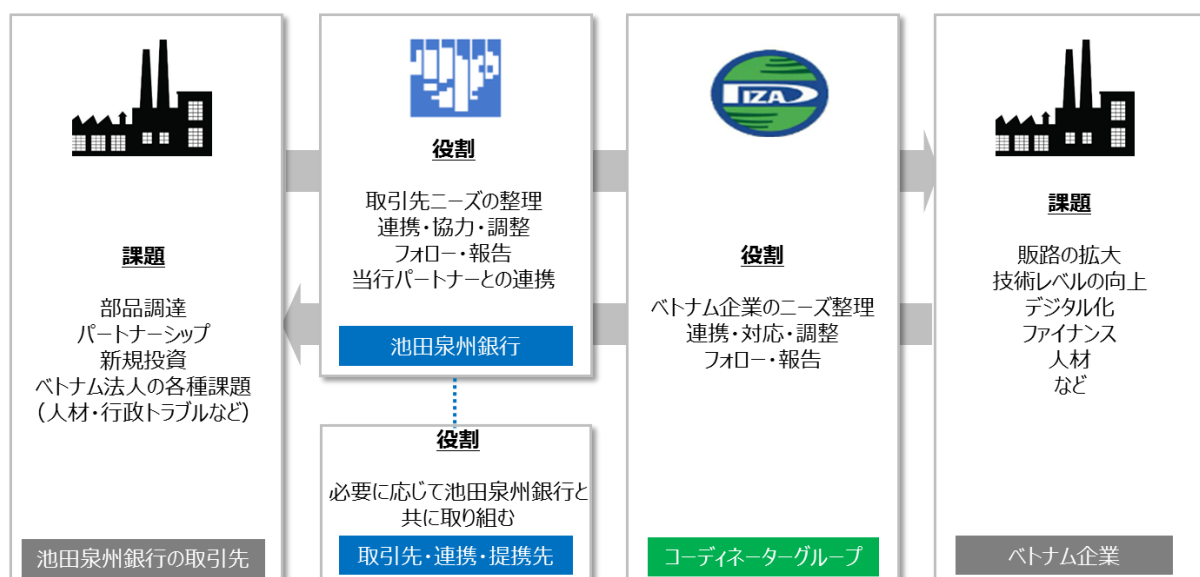 課題
部品調達
パートナーシップ
新規投資
ベトナム法人の各種課題
(人材・行政トラブルなど)
池田泉州銀行の取引先
役割
取引先ニーズの整理
連携・協力・調整
フォロー・報告
当行パートナーとの連携
池田泉州銀行
役割
必要に応じて池田泉州銀行と
共に取り組む
取引先・連携・提携先
DIZA
役割
ベトナム企業のニーズ整理
連携・対応・調整
フォロー・報告
コーディネーターグループ
課題
販路の拡大
技術レベルの向上
デジタル化
ファイナンス
人材
など
ベトナム企業